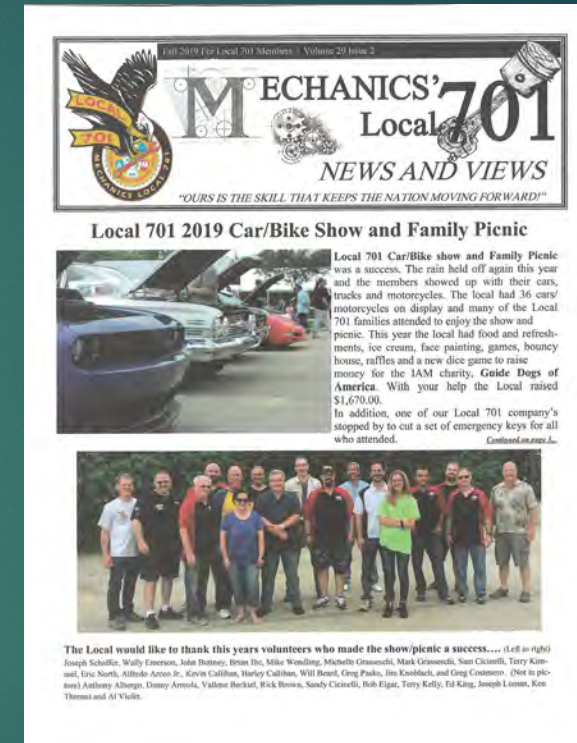 Fall 2019 For Local 701 Members | Volume 29 Issue 2
LOCAL
701
MECHANICS LOCAL 701
MECHANICS'
Local 701
NEWS AND VIEWS
"OURS IS THE SKILL THAT KEEPS THE NATION MOVING FORWARD!"
Local 701 2019 Car/Bike Show and Family Picnic
Local 701 Car/Bike show and Family Picnic
was a success. The rain held off again this year
and the members showed up with their cars,
trucks and motorcycles. The local had 36 cars/
motorcycles on display and many of the Local
701 families attended to enjoy the show and
picnic. This year the local had food and refresh-
ments, ice cream, face painting, games, bouncy
house, raffles and a new dice game to raise
money for the IAM charity, Guide Dogs of
America. With your help the Local raised
$1,670.00.
In addition, one of our Local 701 company's
stopped by to cut a set of emergency keys for all
who attended.
Continued on page 3...
The Local would like to thank this years volunteers who made the show/picnic a success.... (Left to right)
Joseph Schaffer, Wally Emerson, John Buttney, Brian Ihc, Mike Wendling, Michelle Grasseschi, Mark Grasseschi, Sam Cicinelli, Terry Kim-
mel, Eric North, Alfredo Arceo Jr., Kevin Callihan, Harley Callihan, Will Beard, Greg Pauko, Jim Knoblach, and Greg Costenero. (Not in pic-
ture) Anthony Albergo, Danny Arreola, Vallene Beckiel, Rick Brown, Sandy Cicinelli, Bob Elgar, Terry Kelly, Ed King, Joseph Loman, Ken
and Al Violet.